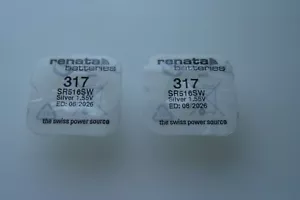 renata
batteries
317
SR516SW
Silver 1.55V
ED: 08/2026
the swiss power source
renata
batteries
317
SR516SW
Silver 1.55V
ED: 08/2026
the swiss power source